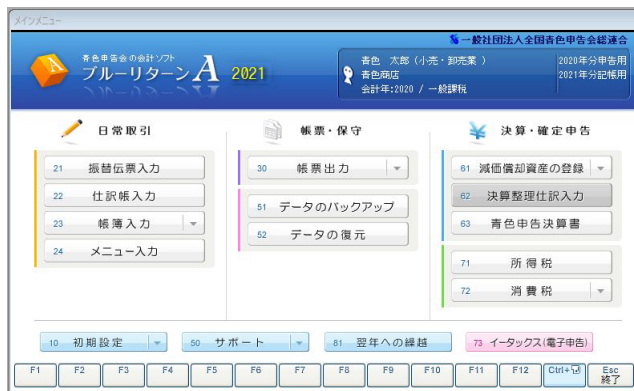 メインメニュー
一般社団法人全国青色申告会総連合
青色申告会の会計ソフト
ブルーリターンA 2021
青色 太郎(小売・卸売業 ) 2020年分申告用
青色商店 2021年分記帳用
会計年:2020 / 一般課税
日常取引
21 振替伝票入力
22 仕訳帳入力
23 帳簿入力
24 メニュー入力
帳票・保守
30 帳票出力
51 データのバックアップ
52 データの復元
決算・確定申告
61 減価償却資産の登録
62 決算整理仕訳入力
63 青色申告決算書
71 所得税
72 消費税
10 初期設定
50 サポート
81 翌年への繰越
73 イータックス(電子申告)
F1 F2 F3 F4 F5 F6 F7 F8 F9 F10 F11 F12 Ctrl+ Esc
終了